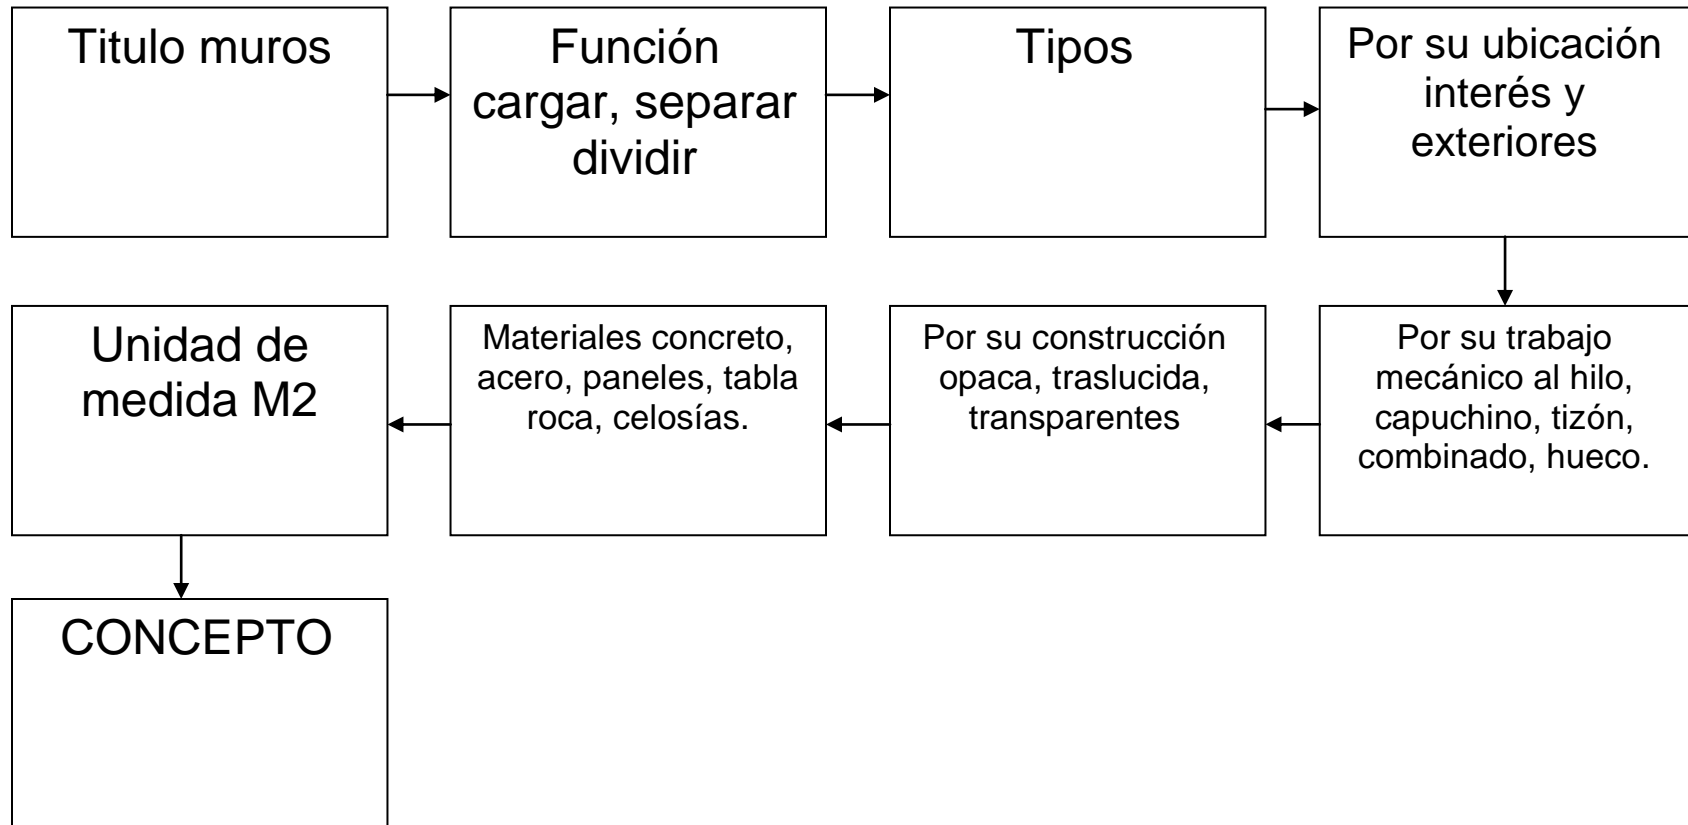 Titulo muros
Función
cargar, separar
dividir
Tipos
Por su ubicación
interés y
exteriores
Por su trabajo
mecánico al hilo,
capuchino, tizón,
combinado, hueco.
Por su construcción
opaca, traslucida,
transparentes
Materiales concreto,
acero, paneles, tabla
roca, celosías.
Unidad de
medida M2
CONCEPTO